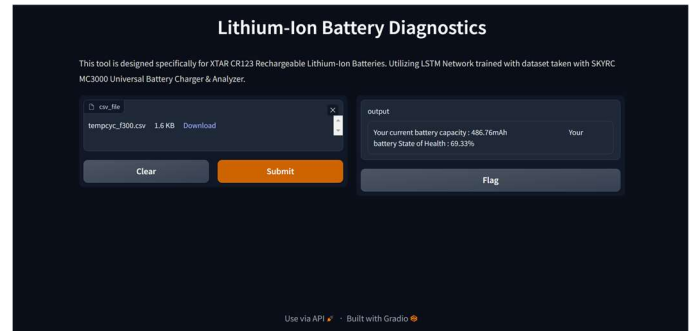 Lithium-Ion Battery Diagnostics
This tool is designed specifically for XTAR CR123 Rechargeable Lithium-Ion Batteries. Utilizing LSTM Network trained with dataset taken with SKYRC
MC3000 Universal Battery Charger & Analyzer.
csv_file
tempcyc_f300.csv 1.6 KB Download
Clear Submit
output
Your current battery capacity : 486.76mAh Your
battery State of Health : 69.33%
Flag
Use via API · Built with Gradio